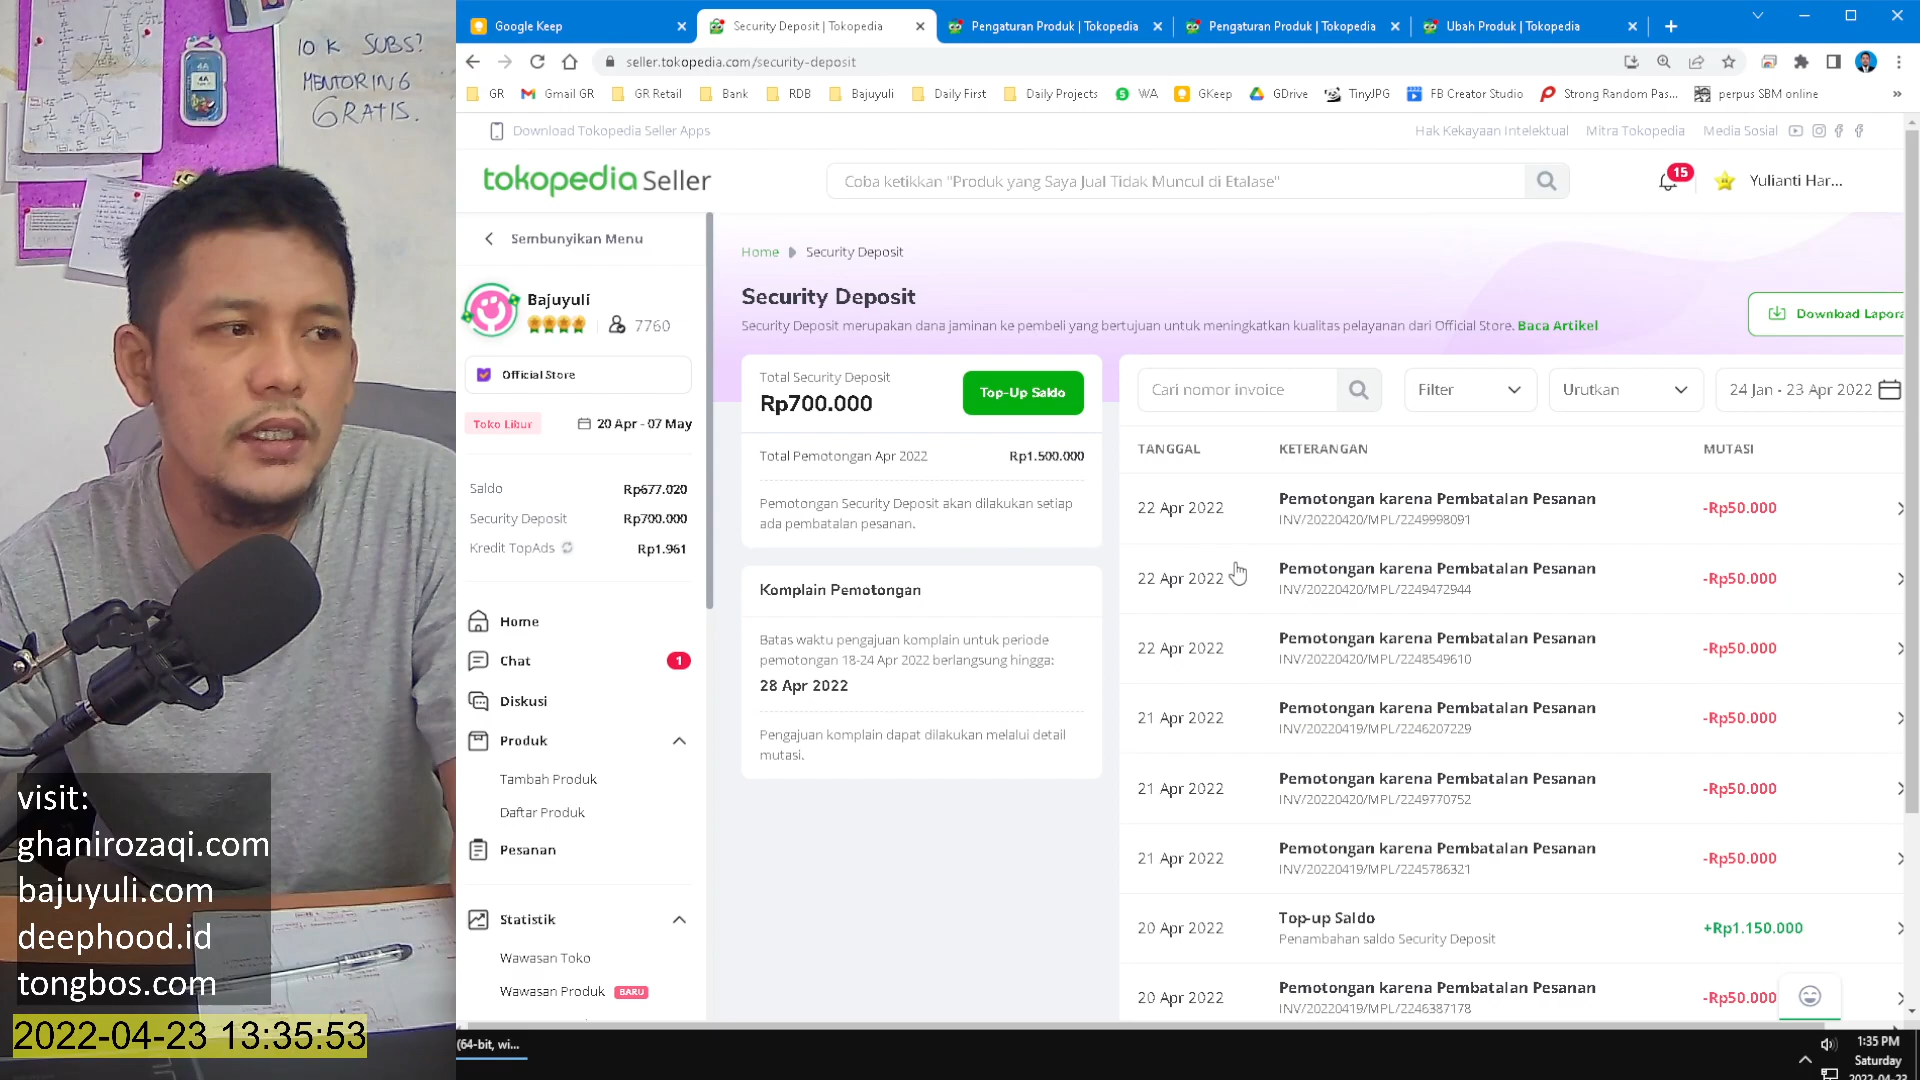 10 K SUBS?
MENTORING
GRATIS.
4A
visit:
ghanirozaqi.com
bajuyuli.com
deephood.id
tongbos.com
2022-04-23 13:35:53
Google Keep
Security Deposit | Tokopedia
Pengaturan Produk | Tokopedia
Pengaturan Produk | Tokopedia
Ubah Produk | Tokopedia
seller.tokopedia.com/security-deposit
GR
Gmail GR
GR Retail
Bank
RDB
Bajuyuli
Daily First
Daily Projects
WA
GKeep
GDrive
TinyJPG
FB Creator Studio
Strong Random Pas...
perpus SBM online
Download Tokopedia Seller Apps
Hak Kekayaan Intelektual
Mitra Tokopedia
Media Sosial
tokopedia Seller
Coba ketikkan "Produk yang Saya Jual Tidak Muncul di Etalase"
15
Yulianti Har...
Sembunyikan Menu
Bajuyuli
7760
Official Store
Toko Libur
20 Apr - 07 May
Saldo Rp677.020
Security Deposit Rp700.000
Kredit TopAds Rp1.961
Home
Chat 1
Diskusi
Produk
Tambah Produk
Daftar Produk
Pesanan
Statistik
Wawasan Toko
Wawasan Produk BARU
Home Security Deposit
Security Deposit
Security Deposit merupakan dana jaminan ke pembeli yang bertujuan untuk meningkatkan kualitas pelayanan dari Official Store. Baca Artikel
Download Lapora
Total Security Deposit
Rp700.000
Top-Up Saldo
Total Pemotongan Apr 2022 Rp1.500.000
Pemotongan Security Deposit akan dilakukan setiap
ada pembatalan pesanan.
Komplain Pemotongan
Batas waktu pengajuan komplain untuk periode
pemotongan 18-24 Apr 2022 berlangsung hingga:
28 Apr 2022
Pengajuan komplain dapat dilakukan melalui detail
mutasi.
Cari nomor invoice
Filter
Urutkan
24 Jan - 23 Apr 2022
TANGGAL KETERANGAN MUTASI
22 Apr 2022 Pemotongan karena Pembatalan Pesanan -Rp50.000
INV/20220420/MPL/2249998091
22 Apr 2022 Pemotongan karena Pembatalan Pesanan -Rp50.000
INV/20220420/MPL/2249472944
22 Apr 2022 Pemotongan karena Pembatalan Pesanan -Rp50.000
INV/20220420/MPL/2248549610
21 Apr 2022 Pemotongan karena Pembatalan Pesanan -Rp50.000
INV/20220419/MPL/2246207229
21 Apr 2022 Pemotongan karena Pembatalan Pesanan -Rp50.000
INV/20220420/MPL/2249770752
21 Apr 2022 Pemotongan karena Pembatalan Pesanan -Rp50.000
INV/20220419/MPL/2245786321
20 Apr 2022 Top-up Saldo +Rp1.150.000
Penambahan saldo Security Deposit
20 Apr 2022 Pemotongan karena Pembatalan Pesanan -Rp50.000
INV/20220419/MPL/2246387178
(64-bit, wi...
1:35 PM
Saturday
2022-04-23